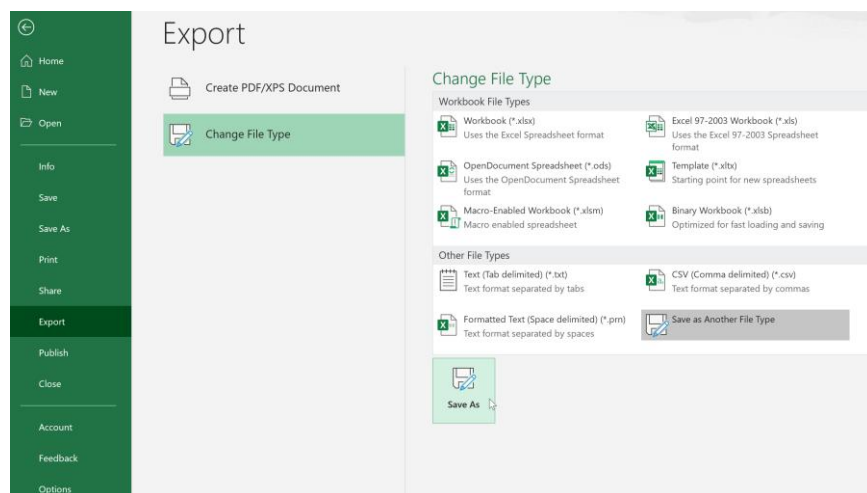 Export
Home
New
Open
Info
Save
Save As
Print
Share
Export
Publish
Close
Account
Feedback
Options
Create PDF/XPS Document
Change File Type
Change File Type
Workbook File Types
Workbook (*.xlsx)
Uses the Excel Spreadsheet format
Excel 97-2003 Workbook (*.xls)
Uses the Excel 97-2003 Spreadsheet
format
OpenDocument Spreadsheet (*.ods)
Uses the OpenDocument Spreadsheet
format
Template (*.xltx)
Starting point for new spreadsheets
Macro-Enabled Workbook (*.xlsm)
Macro enabled spreadsheet
Binary Workbook (*.xlsb)
Optimized for fast loading and saving
Other File Types
Text (Tab delimited) (*.txt)
Text format separated by tabs
CSV (Comma delimited) (*.csv)
Text format separated by commas
Formatted Text (Space delimited) (*.prn)
Text format separated by spaces
Save as Another File Type
Save As